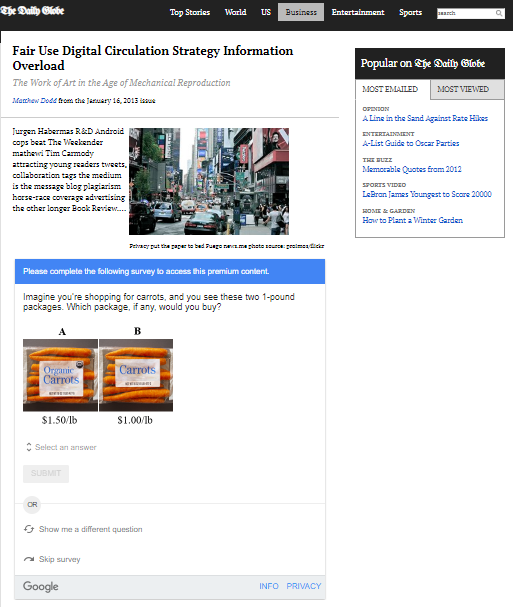 The Daily Globe
Top Stories World US Business Entertainment Sports
search
Fair Use Digital Circulation Strategy Information
Overload
The Work of Art in the Age of Mechanical Reproduction
Matthew Dodd from the January 16, 2013 issue
Jurgen Habermas R&D Android
cops beat The Weekender
mathewi Tim Carmody
attracting young readers tweets,
collaboration tags the medium
is the message blog plagiarism
horse-race coverage advertising
the other longer Book Review....
Privacy put the paper to bed Fuego news.me photo source: prolmos/flickr
Popular on The Daily Globe
MOST EMAILED MOST VIEWED
OPINION
A Line in the Sand Against Rate Hikes
ENTERTAINMENT
A-List Guide to Oscar Parties
THE BUZZ
Memorable Quotes from 2012
SPORTS VIDEO
LeBron James Youngest to Score 20000
HOME & GARDEN
How to Plant a Winter Garden
Please complete the following survey to access this premium content.
Imagine you're shopping for carrots, and you see these two 1-pound
packages. Which package, if any, would you buy?
A B
Organic
Carrots
Carrots
$1.50/lb $1.00/lb
Select an answer
SUBMIT
OR
Show me a different question
Skip survey
Google INFO PRIVACY